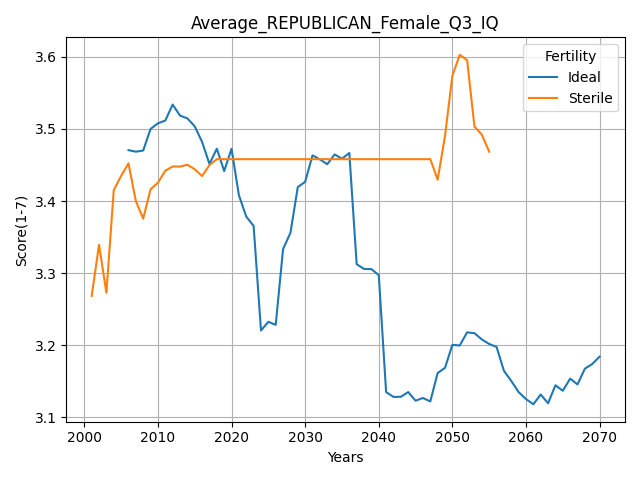 Average_REPUBLICAN_Female_Q3_IQ
Score(1-7)
3.6
3.5
3.4
3.3
3.2
3.1
Fertility
Ideal
Sterile
2000 2010 2020 2030 2040 2050 2060 2070
Years